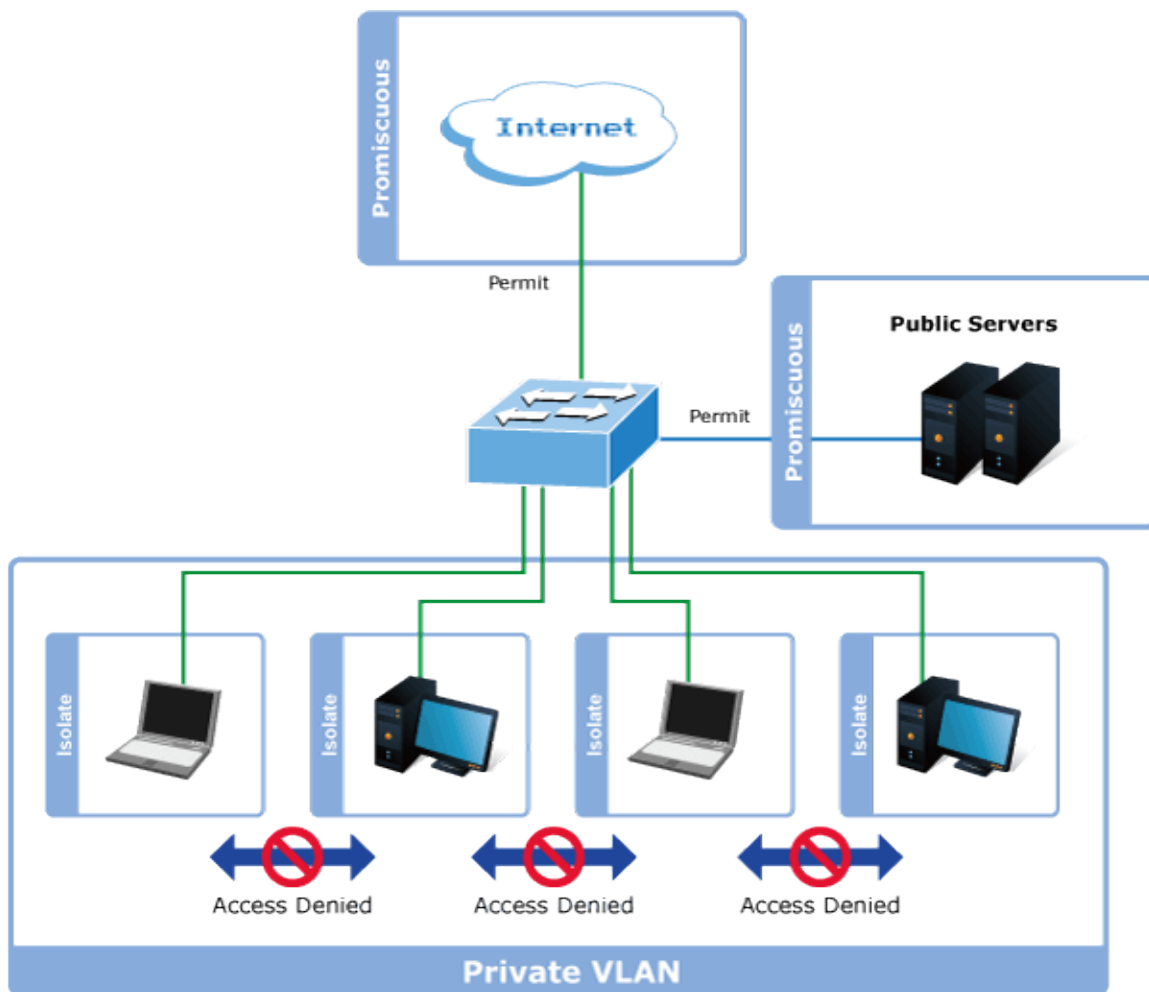 Promiscuous
Internet
Permit
Promiscuous
Public Servers
Permit
Isolate
Isolate
Isolate
Isolate
Access Denied
Access Denied
Access Denied
Private VLAN